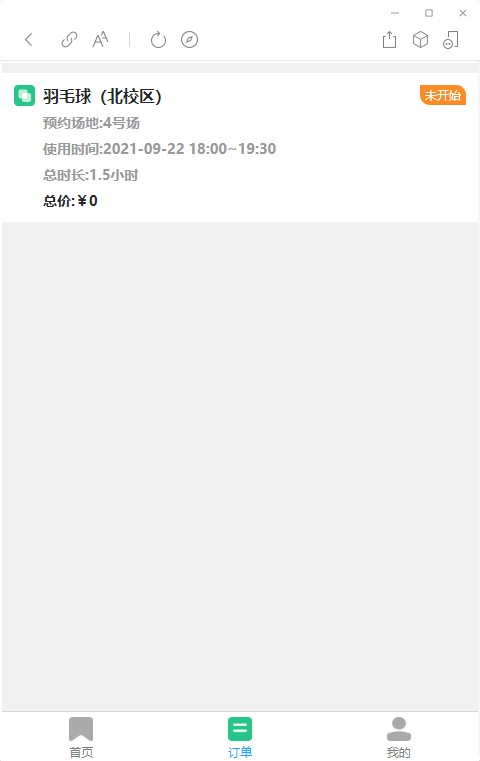 羽毛球（北校区）
未开始
预约场地:4号场
使用时间:2021-09-22 18:00~19:30
总时长:1.5小时
总价:￥0
首页
订单
我的